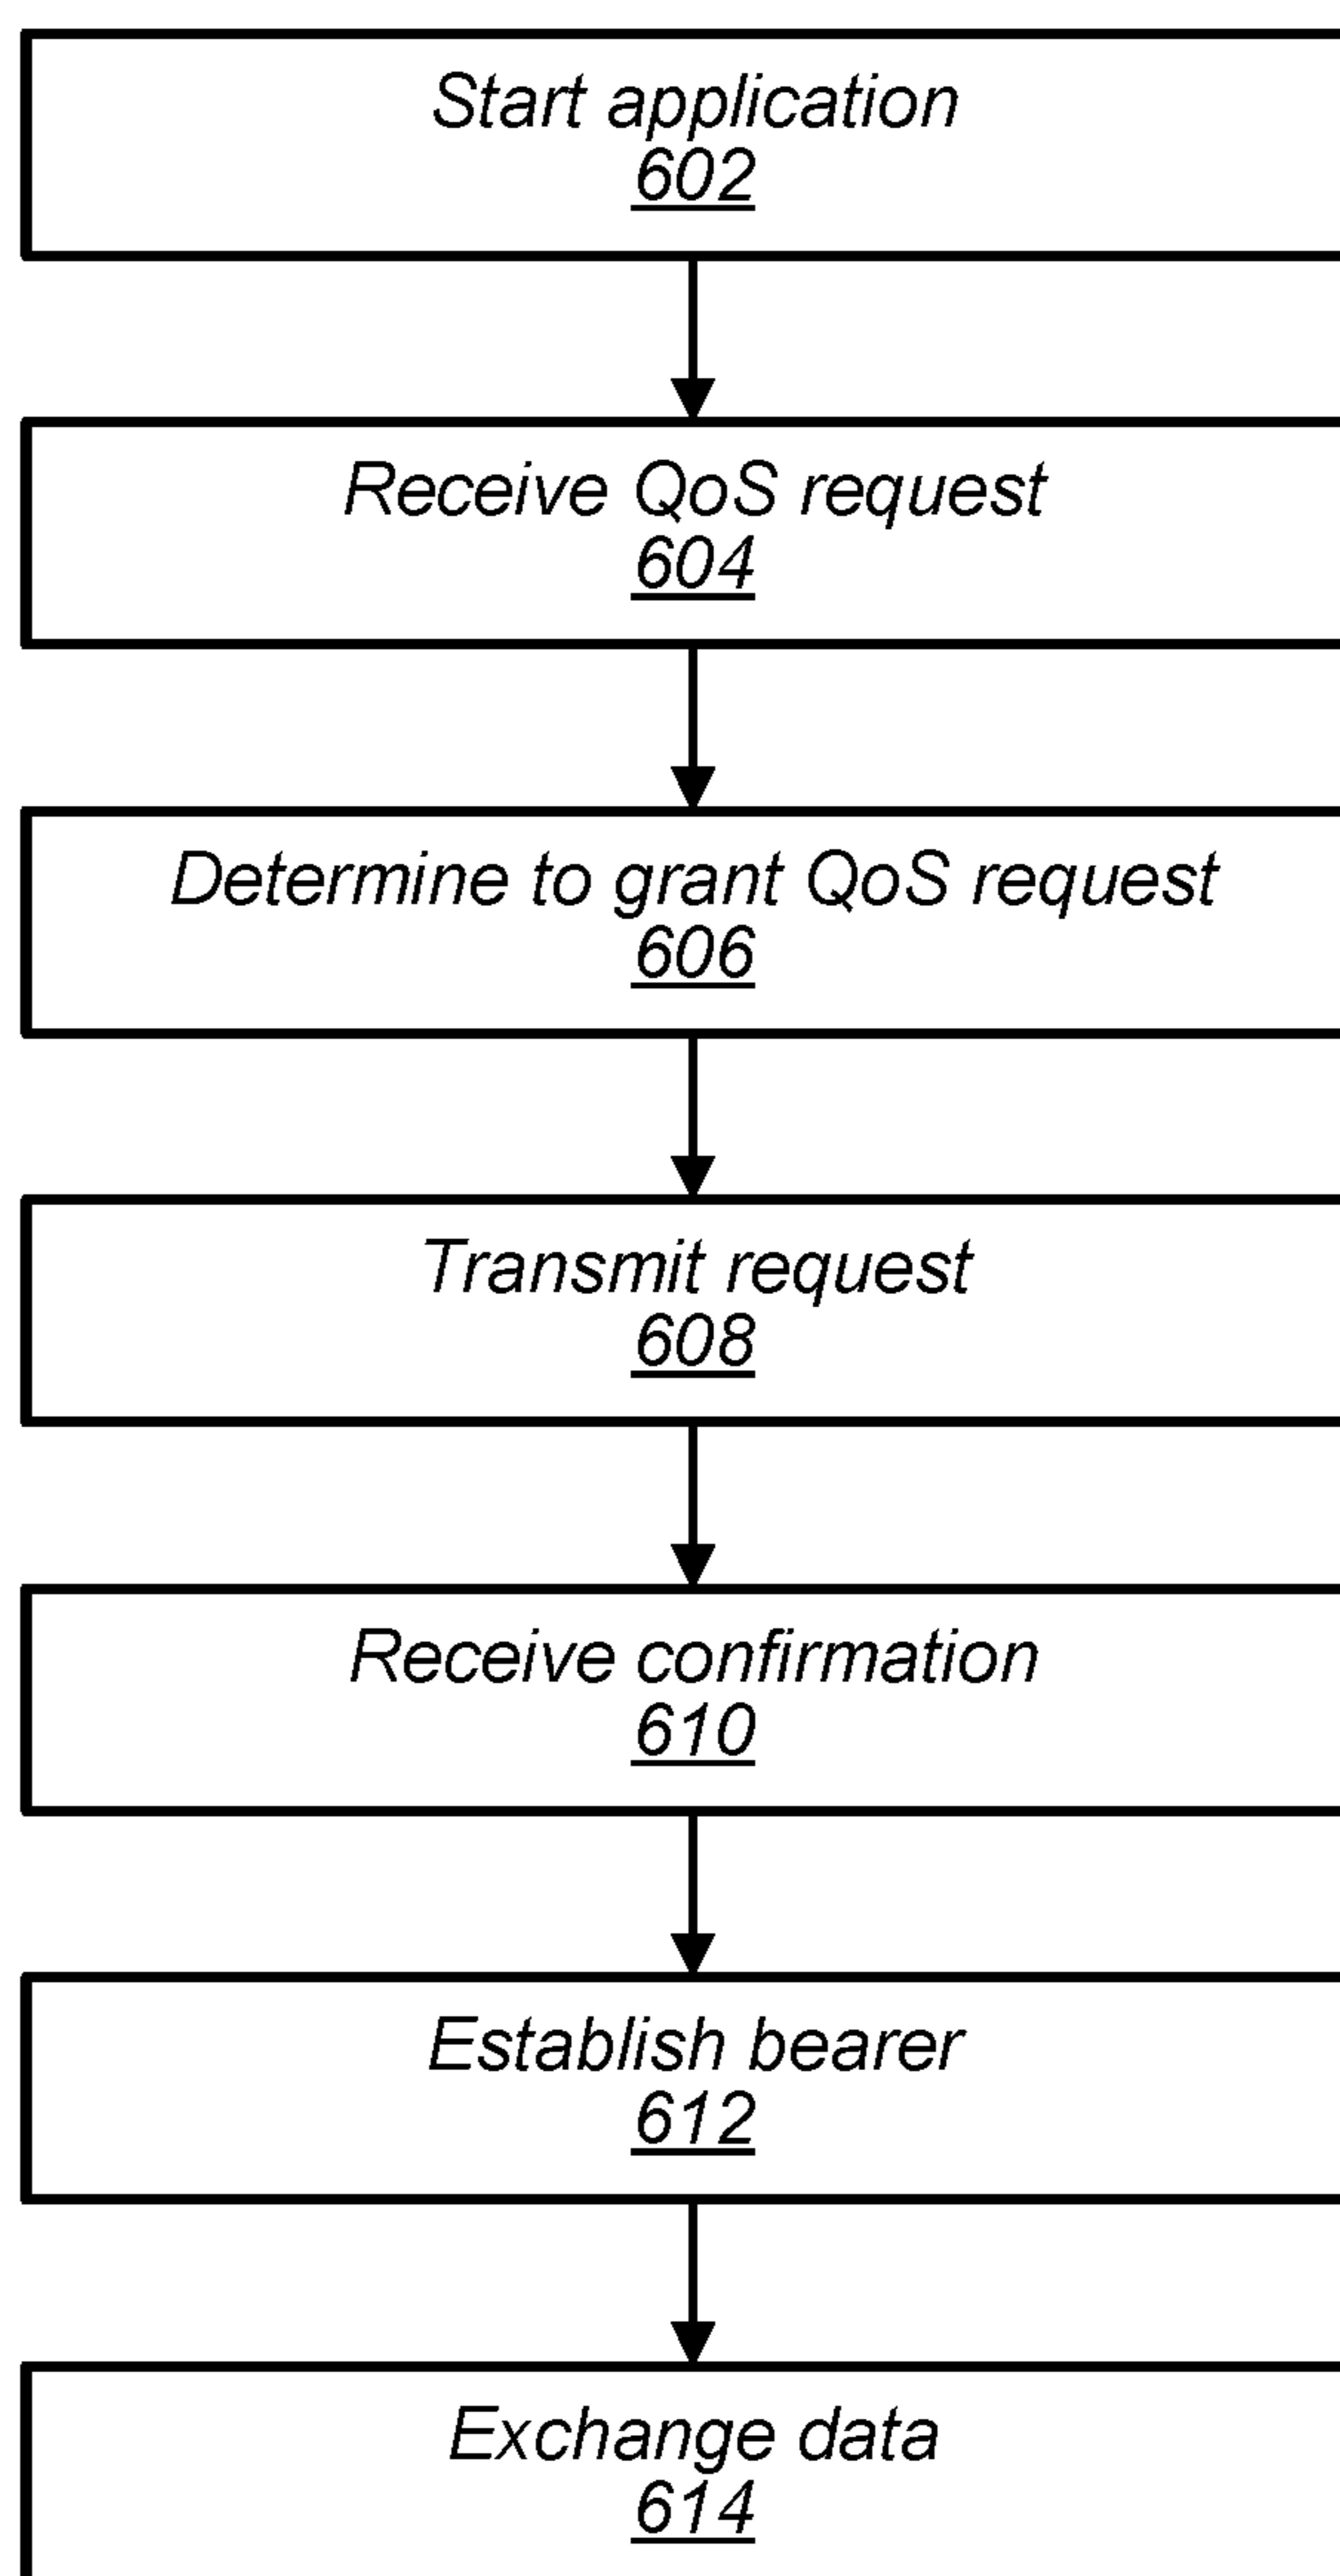 Start application
602
Receive QoS request
604
Determine to grant QoS request
606
Transmit request
608
Receive confirmation
610
Establish bearer
612
Exchange data
614